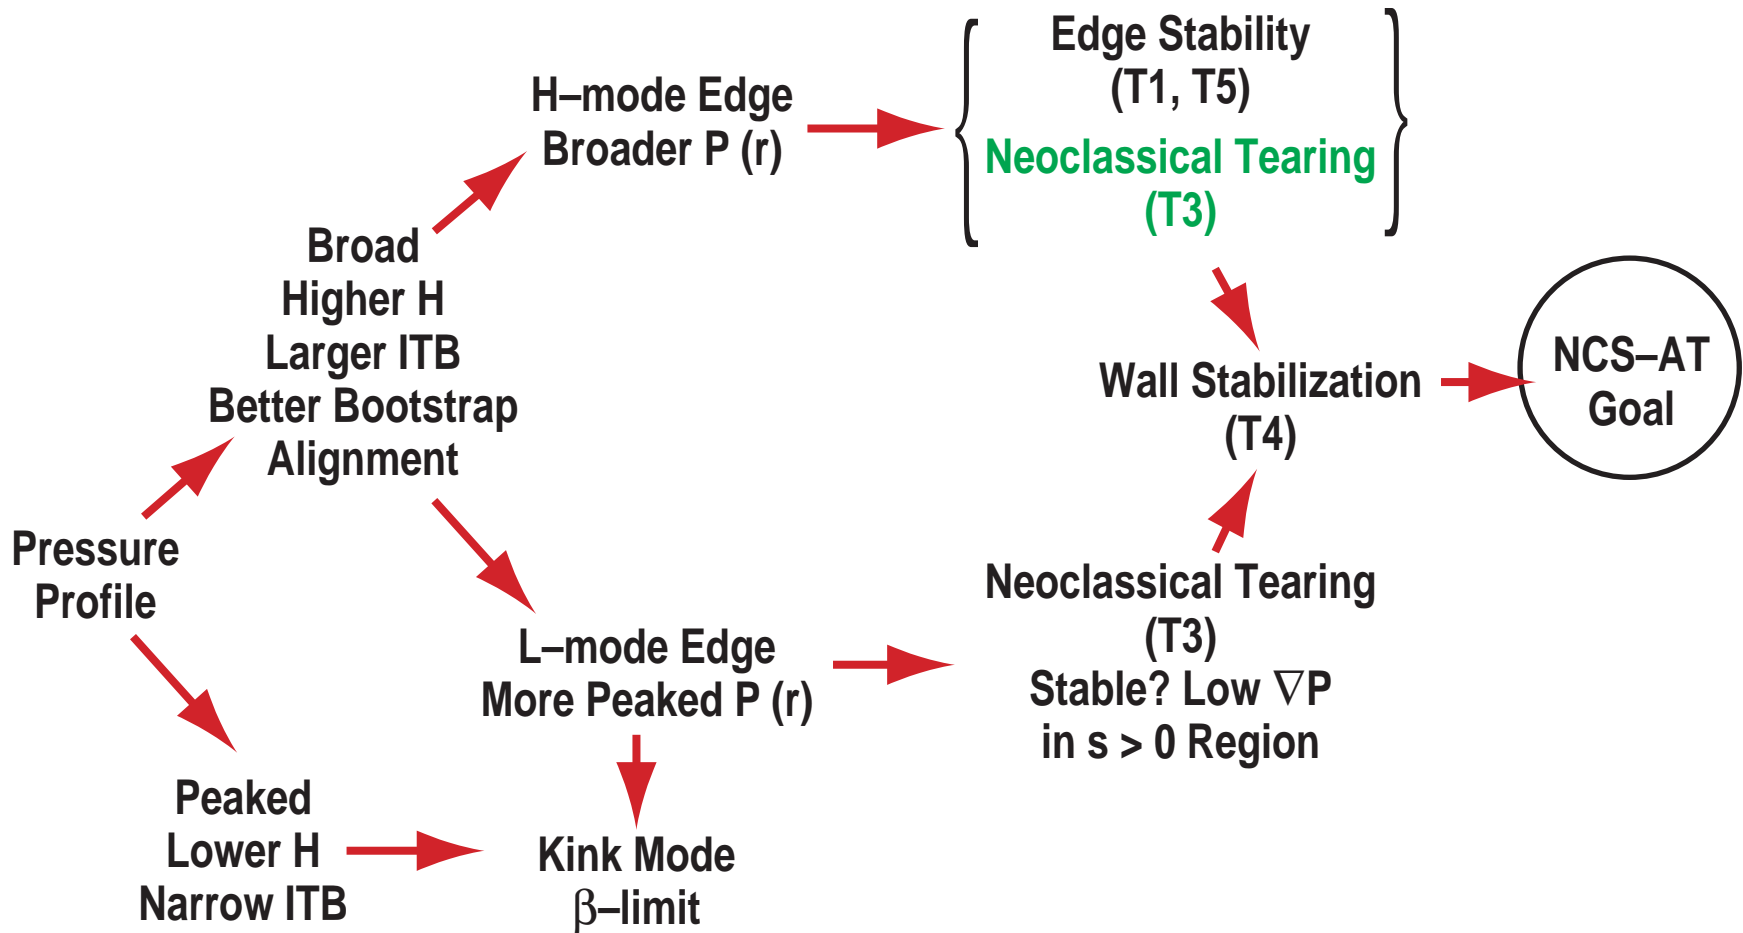 Edge Stability
(T1, T5)
Neoclassical Tearing
(T3)
H–mode Edge
Broader P (r)
Broad
Higher H
Larger ITB
Better Bootstrap
Alignment
Wall Stabilization
(T4)
NCS–AT
Goal
Pressure
Profile
L–mode Edge
More Peaked P (r)
Neoclassical Tearing
(T3)
Stable? Low ∇P
in s > 0 Region
Peaked
Lower H
Narrow ITB
Kink Mode
β–limit